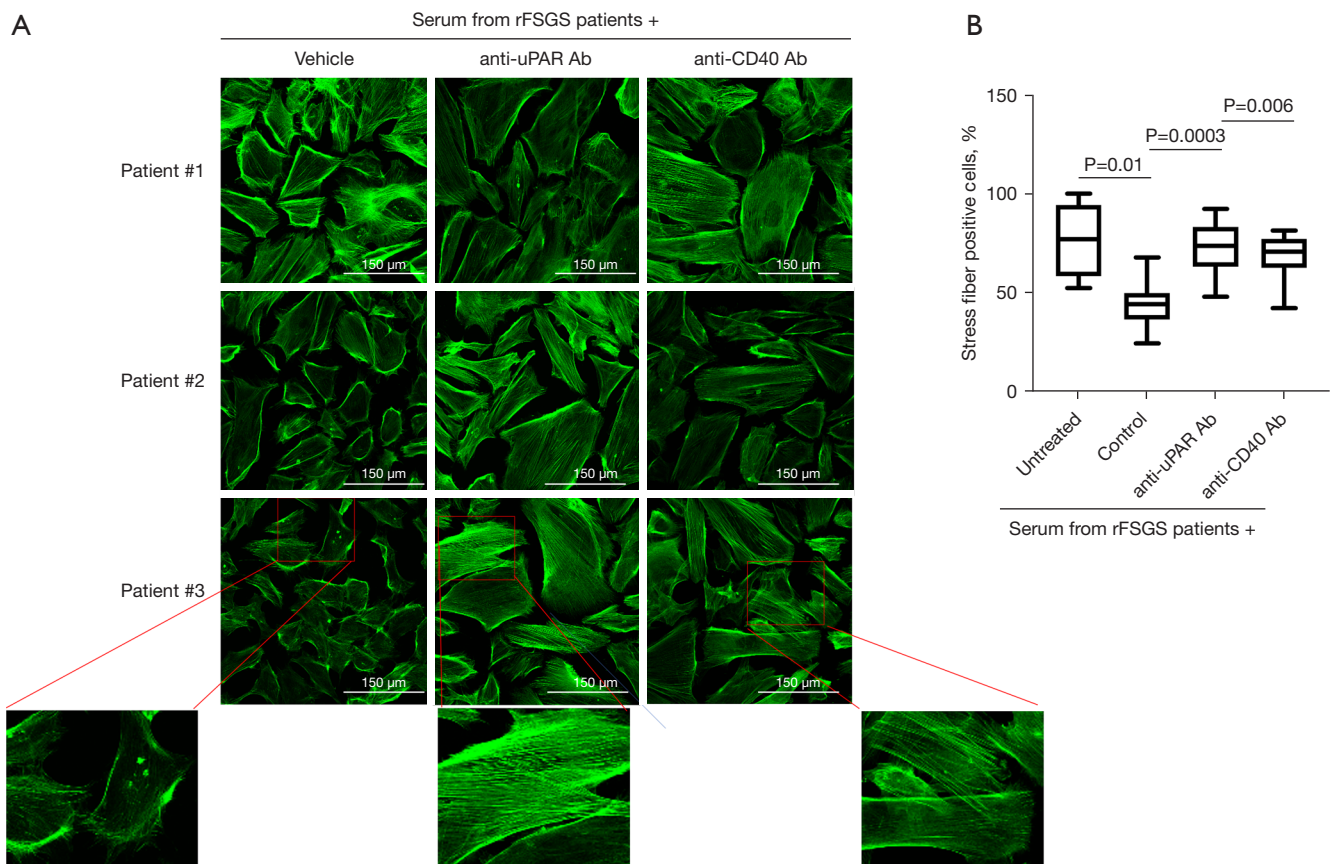 A
Serum from rFSGS patients +
Vehicle
anti-uPAR Ab
anti-CD40 Ab
Patient #1
150 µm
150 µm
150 µm
Patient #2
150 µm
150 µm
150 µm
Patient #3
150 µm
150 µm
150 µm
B
Stress fiber positive cells, %
150
100
50
0
P=0.01
P=0.0003
P=0.006
Untreated
Control
anti-uPAR Ab
anti-CD40 Ab
Serum from rFSGS patients +